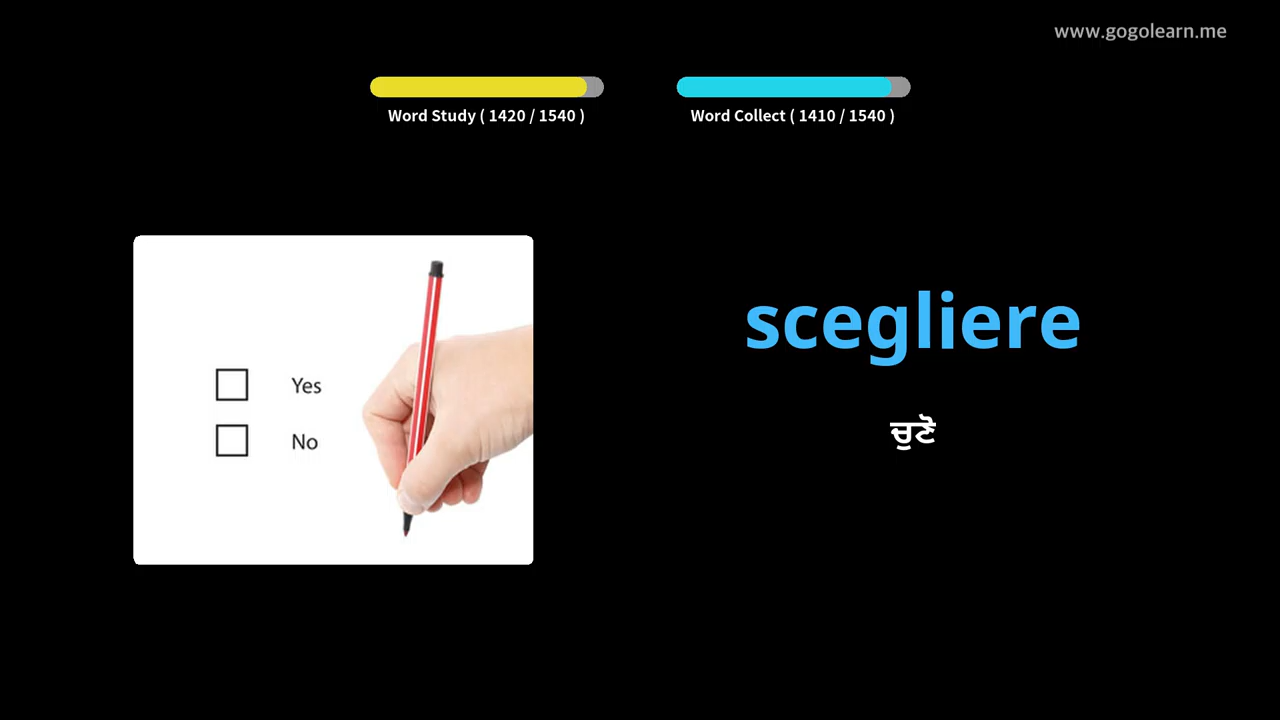 www.gogolearn.me
Word Study ( 1420 / 1540 )
Word Collect ( 1410 / 1540 )
scegliere
ਚੁਣੋ
Yes
No